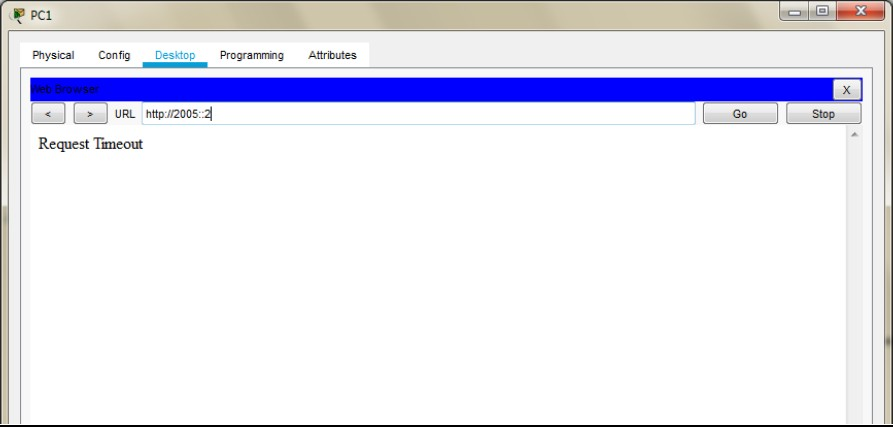 PC1
Physical Config Desktop Programming Attributes
Web Browser X
< > URL http://2005::2 Go Stop
Request Timeout